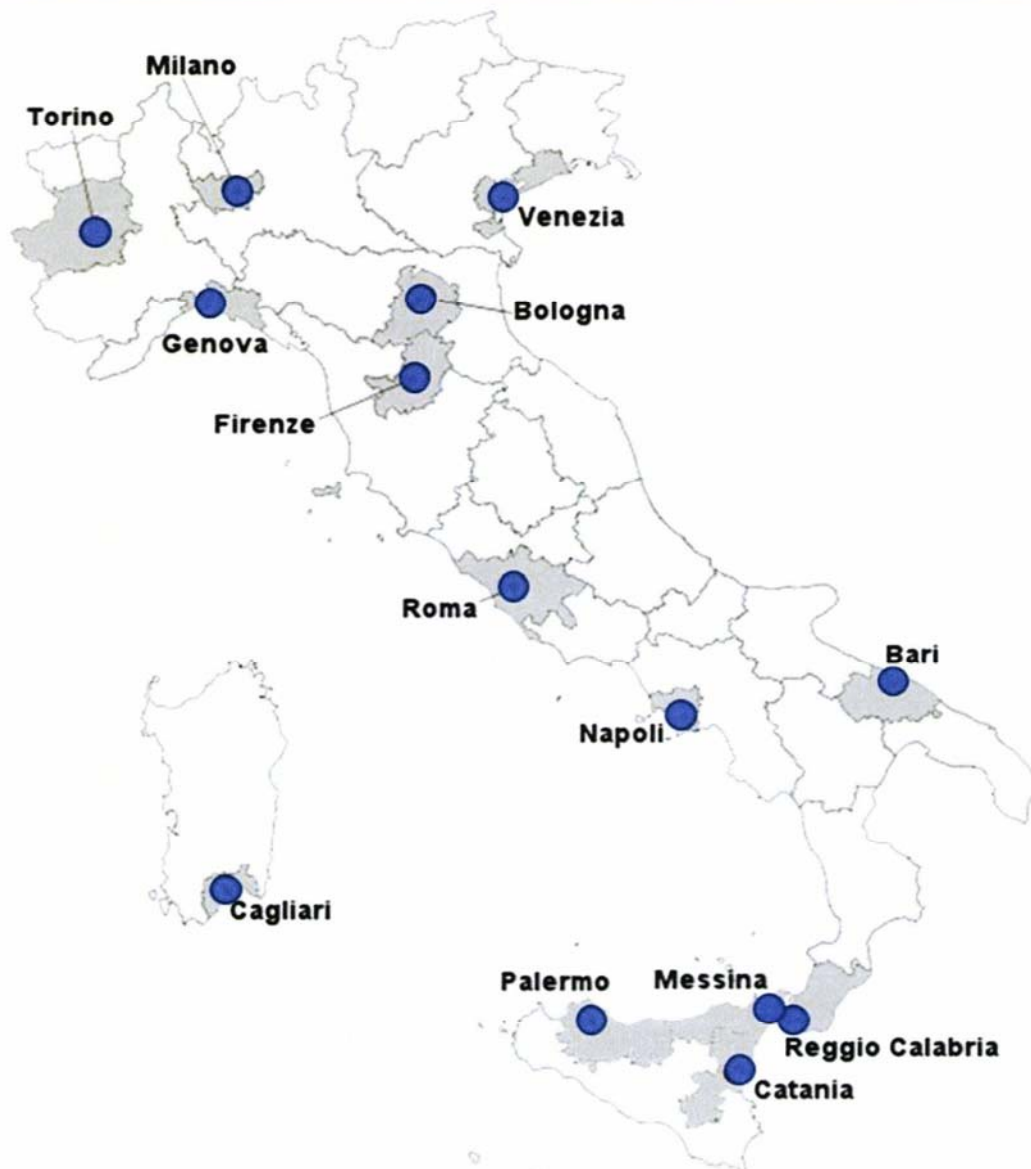 Milano
Torino
Venezia
Bologna
Genova
Firenze
Roma
Bari
Napoli
Cagliari
Palermo
Messina
Reggio Calabria
Catania